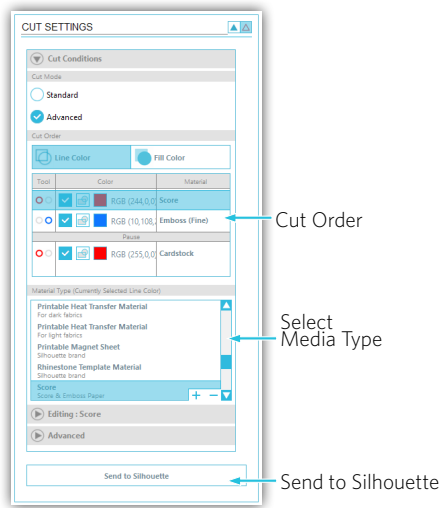 CUT SETTINGS
Cut Conditions
Cut Mode
Standard
Advanced
Cut Order
Line Color
Fill Color
Tool Color Material
RGB (244,0,0 Score
RGB (10,108,2 Emboss (Fine)
Pause
RGB (255,0,0 Cardstock
Material Type (Currently Selected Line Color)
Printable Heat Transfer Material
For dark fabrics
Printable Heat Transfer Material
For light fabrics
Printable Magnet Sheet
Silhouette brand
Rhinestone Template Material
Silhouette brand
Score
Score & Emboss Paper
+ −
Editing : Score
Advanced
Send to Silhouette
Cut Order
Select
Media Type
Send to Silhouette